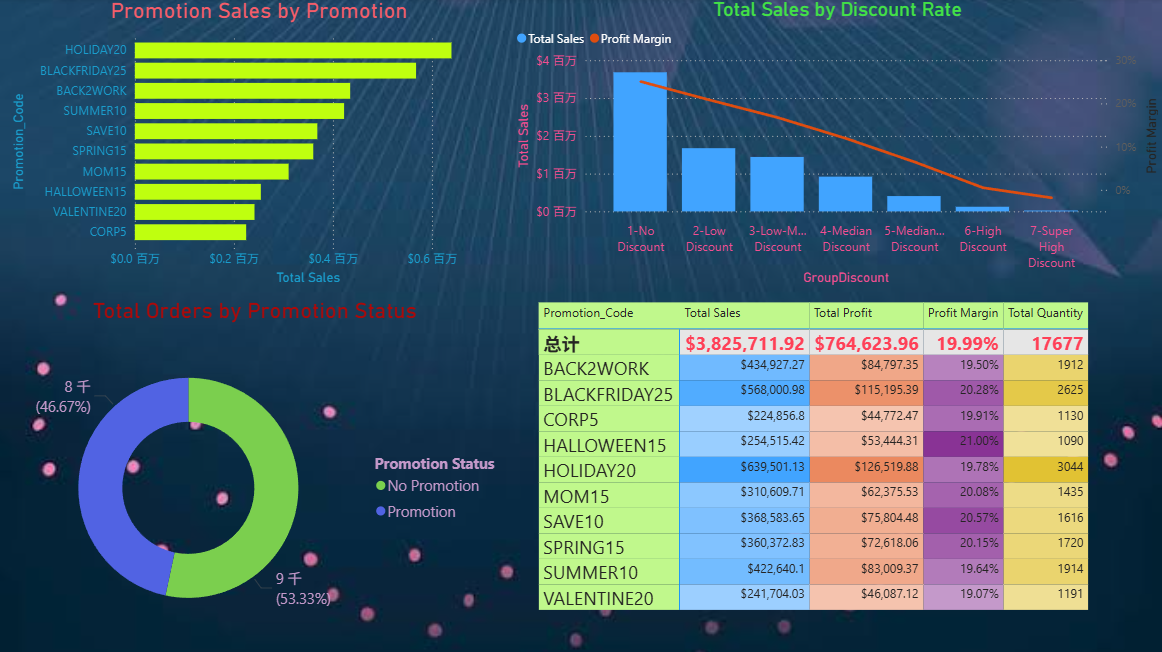 Promotion Sales by Promotion
Promotion_Code
HOLIDAY20
BLACKFRIDAY25
BACK2WORK
SUMMER10
SAVE10
SPRING15
MOM15
HALLOWEEN15
VALENTINE20
CORP5
$0.0 百万 $0.2 百万 $0.4 百万 $0.6 百万
Total Sales
Total Sales by Discount Rate
Total Sales Profit Margin
Total Sales
$4 百万
$3 百万
$2 百万
$1 百万
$0 百万
30%
20%
10%
0%
Profit Margin
1-No Discount
2-Low Discount
3-Low-M... Discount
4-Median Discount
5-Median... Discount
6-High Discount
7-Super High Discount
GroupDiscount
Total Orders by Promotion Status
8 千
(46.67%)
9 千
(53.33%)
Promotion Status
No Promotion
Promotion
Promotion_Code Total Sales Total Profit Profit Margin Total Quantity
总计 $3,825,711.92 $764,623.96 19.99% 17677
BACK2WORK $434,927.27 $84,797.35 19.50% 1912
BLACKFRIDAY25 $568,000.98 $115,195.39 20.28% 2625
CORP5 $224,856.8 $44,772.47 19.91% 1130
HALLOWEEN15 $254,515.42 $53,444.31 21.00% 1090
HOLIDAY20 $639,501.13 $126,519.88 19.78% 3044
MOM15 $310,609.71 $62,375.53 20.08% 1435
SAVE10 $368,583.65 $75,804.48 20.57% 1616
SPRING15 $360,372.83 $72,618.06 20.15% 1720
SUMMER10 $422,640.1 $83,009.37 19.64% 1914
VALENTINE20 $241,704.03 $46,087.12 19.07% 1191